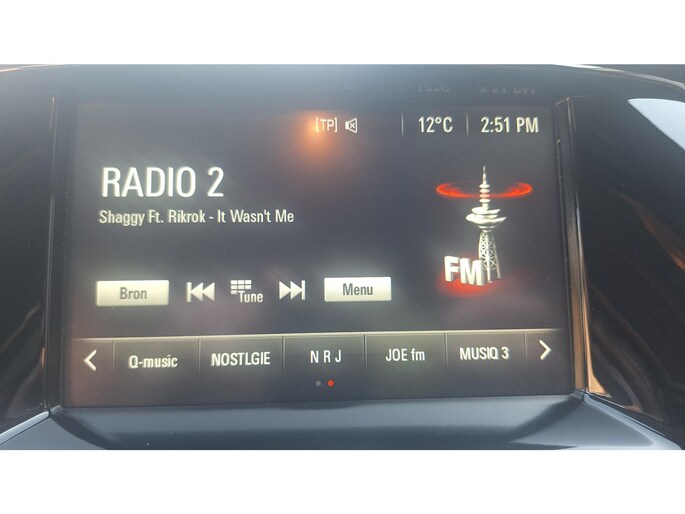 [TP] 12°C 2:51 PM
RADIO 2
Shaggy Ft. Rikrok - It Wasn't Me
FM
Bron Tune Menu
Q-music NOSTLGIE N R J JOE fm MUSIQ 3